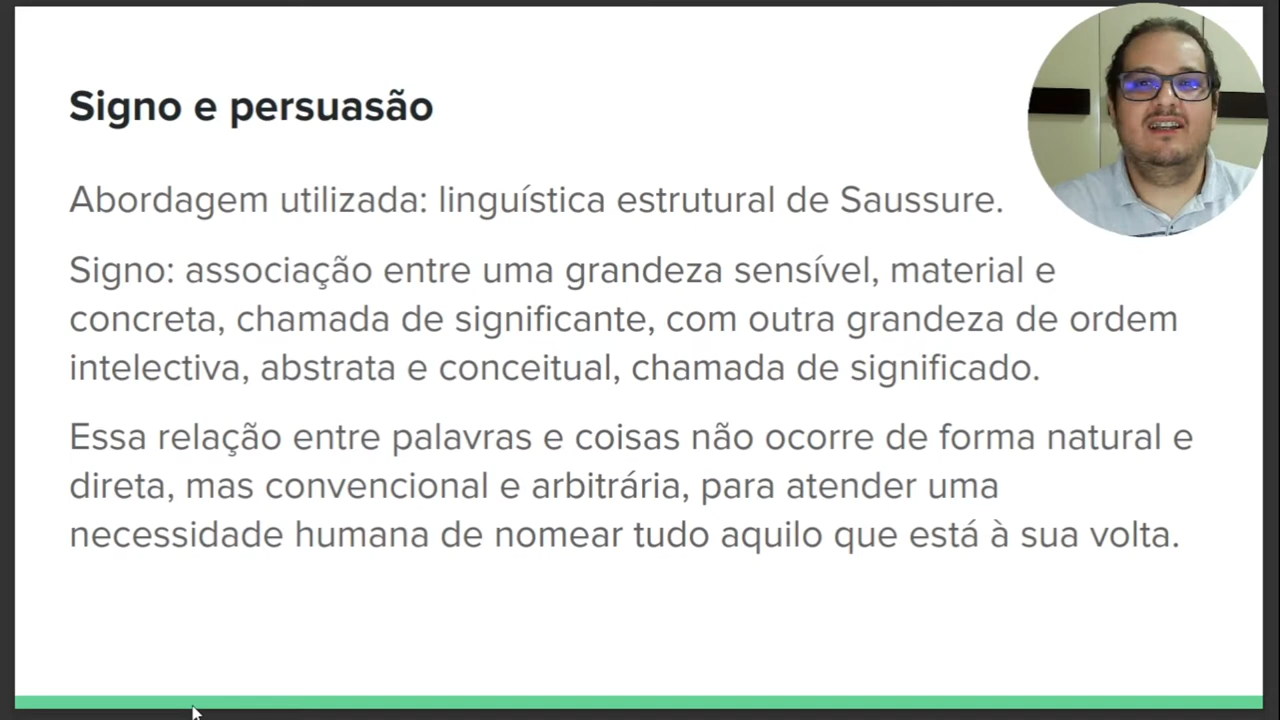 Signo e persuasão
Abordagem utilizada: linguística estrutural de Saussure.
Signo: associação entre uma grandeza sensível, material e
concreta, chamada de significante, com outra grandeza de ordem
intelectiva, abstrata e conceitual, chamada de significado.
Essa relação entre palavras e coisas não ocorre de forma natural e
direta, mas convencional e arbitrária, para atender uma
necessidade humana de nomear tudo aquilo que está à sua volta.